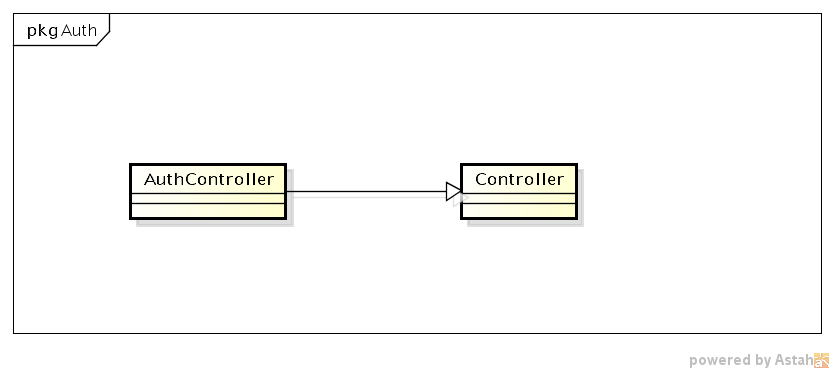 pkg Auth
AuthController
Controller
powered by Astah